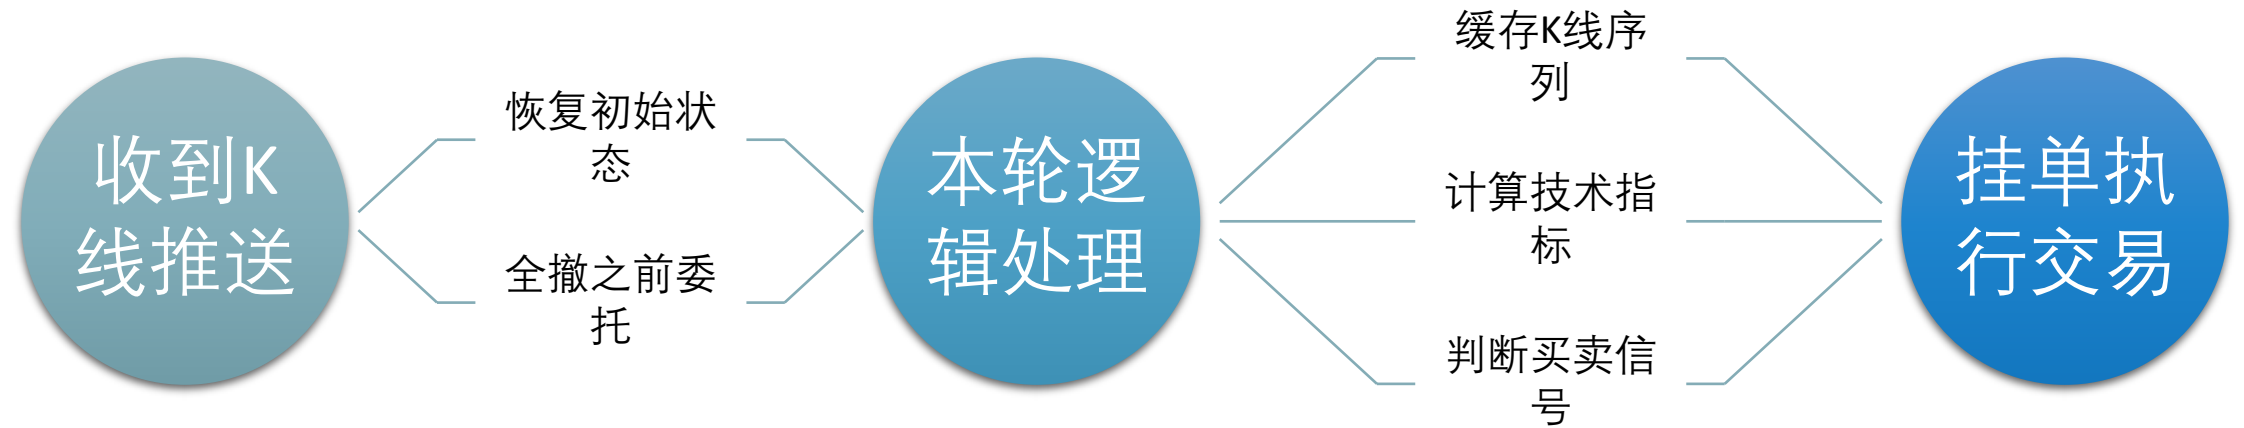 收到K
线推送
恢复初始状
态
全撤之前委
托
本轮逻
辑处理
缓存K线序
列
计算技术指
标
判断买卖信
号
挂单执
行交易